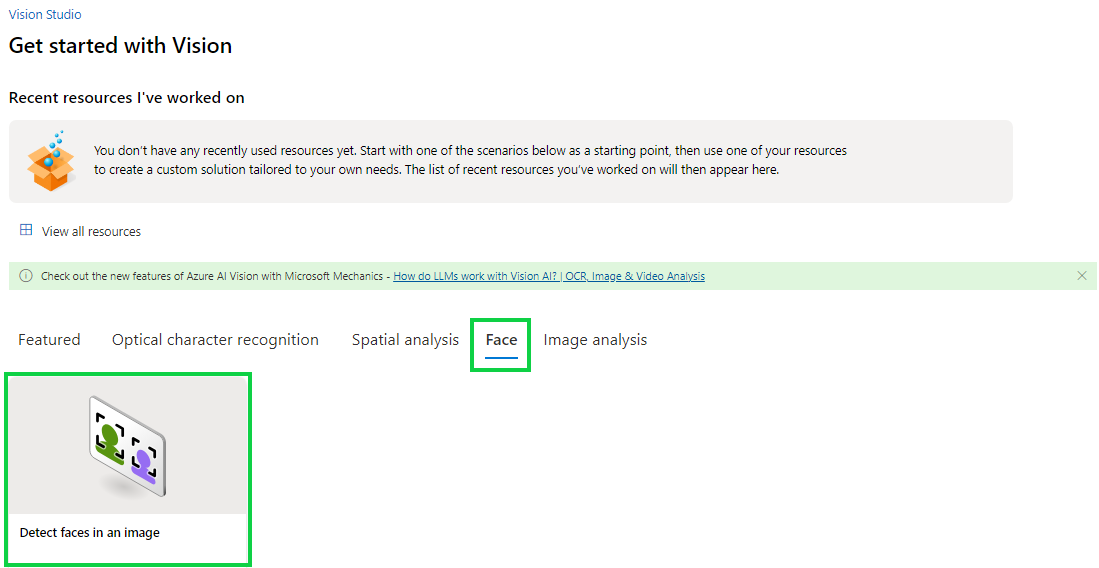 Vision Studio
Get started with Vision
Recent resources I've worked on
You don't have any recently used resources yet. Start with one of the scenarios below as a starting point, then use one of your resources
to create a custom solution tailored to your own needs. The list of recent resources you've worked on will then appear here.
View all resources
Check out the new features of Azure AI Vision with Microsoft Mechanics - How do LLMs work with Vision AI? | OCR, Image & Video Analysis
Featured Optical character recognition Spatial analysis Face Image analysis
Detect faces in an image